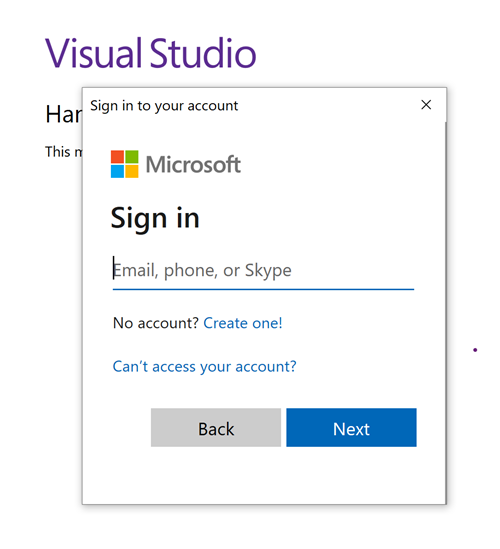 Visual Studio
Sign in to your account
Microsoft
Sign in
Email, phone, or Skype
No account? Create one!
Can't access your account?
Back
Next
This